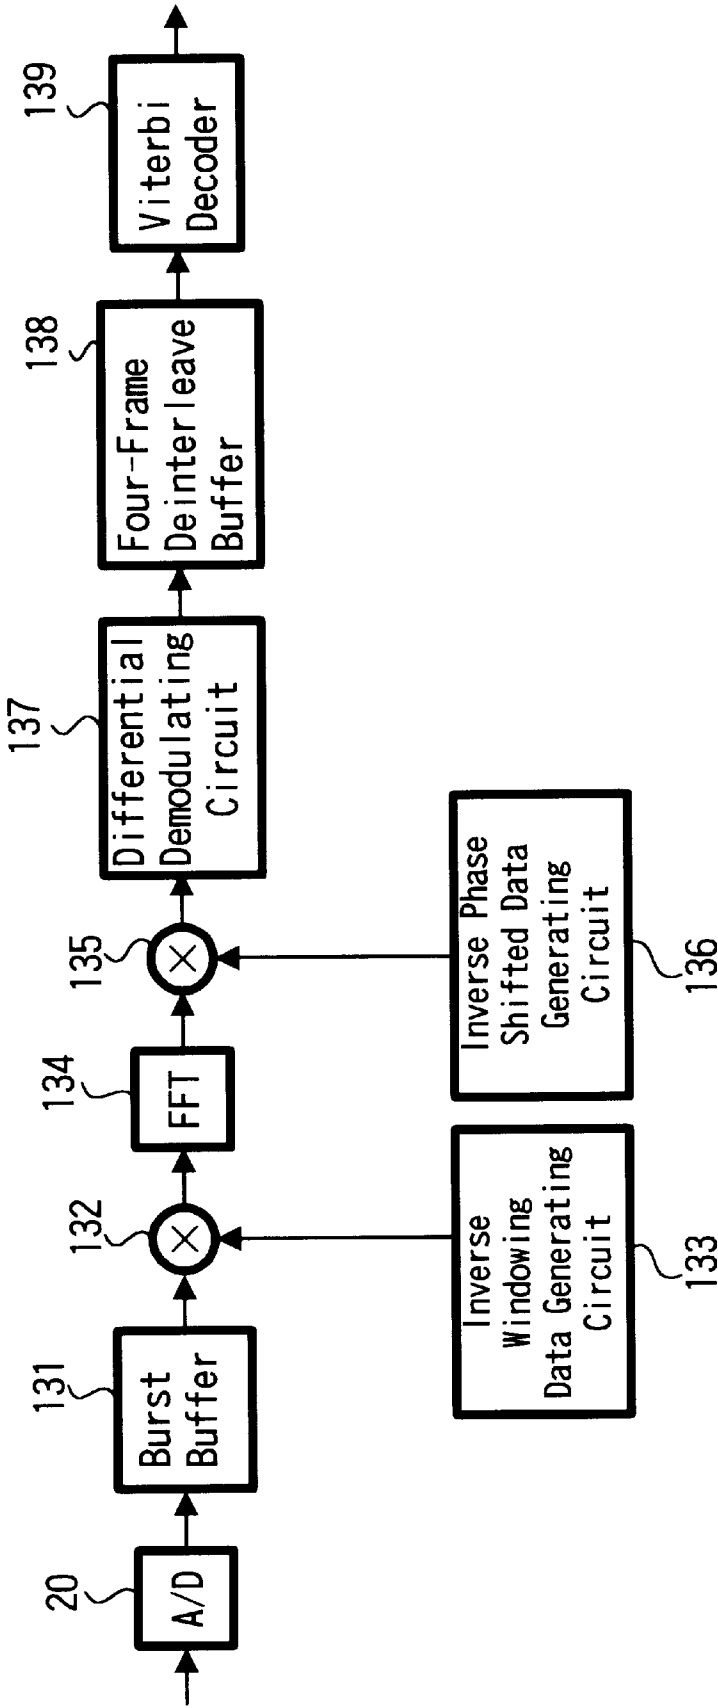 20
A/D
131
Burst
Buffer
132
×
133
Inverse
Windowing
Data Generating
Circuit
134
FFT
135
×
136
Inverse Phase
Shifted Data
Generating
Circuit
137
Differential
Demodulating
Circuit
138
Four-Frame
Deinterleave
Buffer
139
Viterbi
Decoder